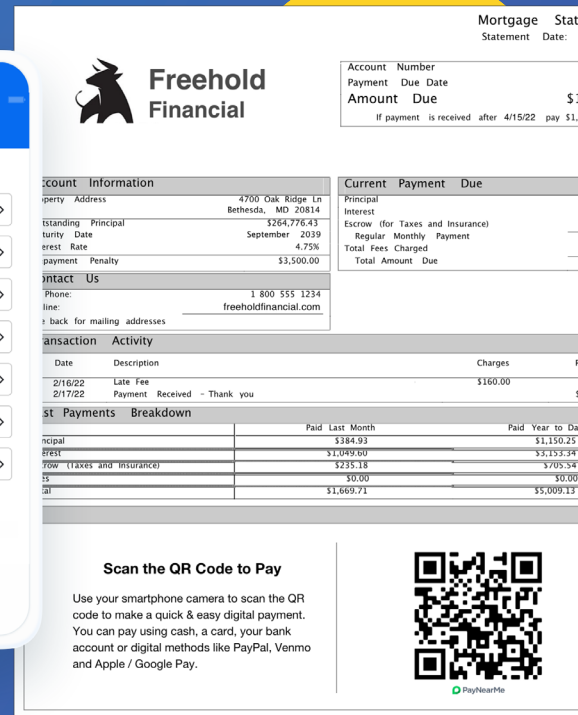 Mortgage Stat
Statement Date:
Freehold
Financial
Account Number
Payment Due Date
Amount Due $1
If payment is received after 4/15/22 pay $1,
ccount Information
operty Address 4700 Oak Ridge Ln
Bethesda, MD 20814
tstanding Principal $264,776.43
turity Date September 2039
erest Rate 4.75%
payment Penalty $3,500.00
ontact Us
Phone: 1 800 555 1234
line: freeholdfinancial.com
e back for mailing addresses
Current Payment Due
Principal
Interest
Escrow (for Taxes and Insurance)
Regular Monthly Payment
Total Fees Charged
Total Amount Due
ansaction Activity
Date Description Charges
2/16/22 Late Fee $160.00
2/17/22 Payment Received - Thank you
st Payments Breakdown
Paid Last Month Paid Year to Da
ncipal $384.93 $1,150.25
erest $1,049.60 $3,153.34
crow (Taxes and Insurance) $235.18 $705.54
es $0.00 $0.00
tal $1,669.71 $5,009.13
Scan the QR Code to Pay
Use your smartphone camera to scan the QR
code to make a quick & easy digital payment.
You can pay using cash, a card, your bank
account or digital methods like PayPal, Venmo
and Apple / Google Pay.
PayNearMe